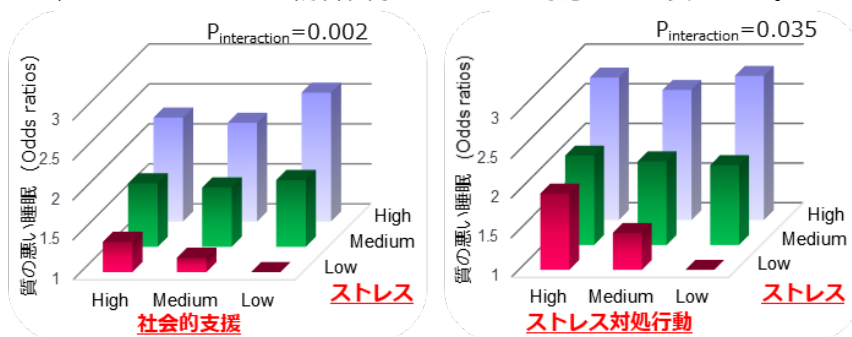 P interaction=0.002
質の悪い睡眠 (Odds ratios)
3
2.5
2
1.5
1
High
Medium
Low
High Medium Low
ストレス
社会的支援
P interaction=0.035
質の悪い睡眠 (Odds ratios)
3
2.5
2
1.5
1
High
Medium
Low
High Medium Low
ストレス
ストレス対処行動